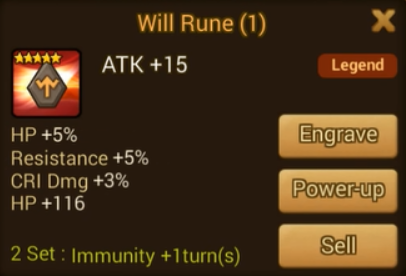 Will Rune (1)
ATK +15
Legend
HP +5%
Resistance +5%
CRI Dmg +3%
HP +116
2 Set : Immunity +1turn(s)
Engrave
Power-up
Sell